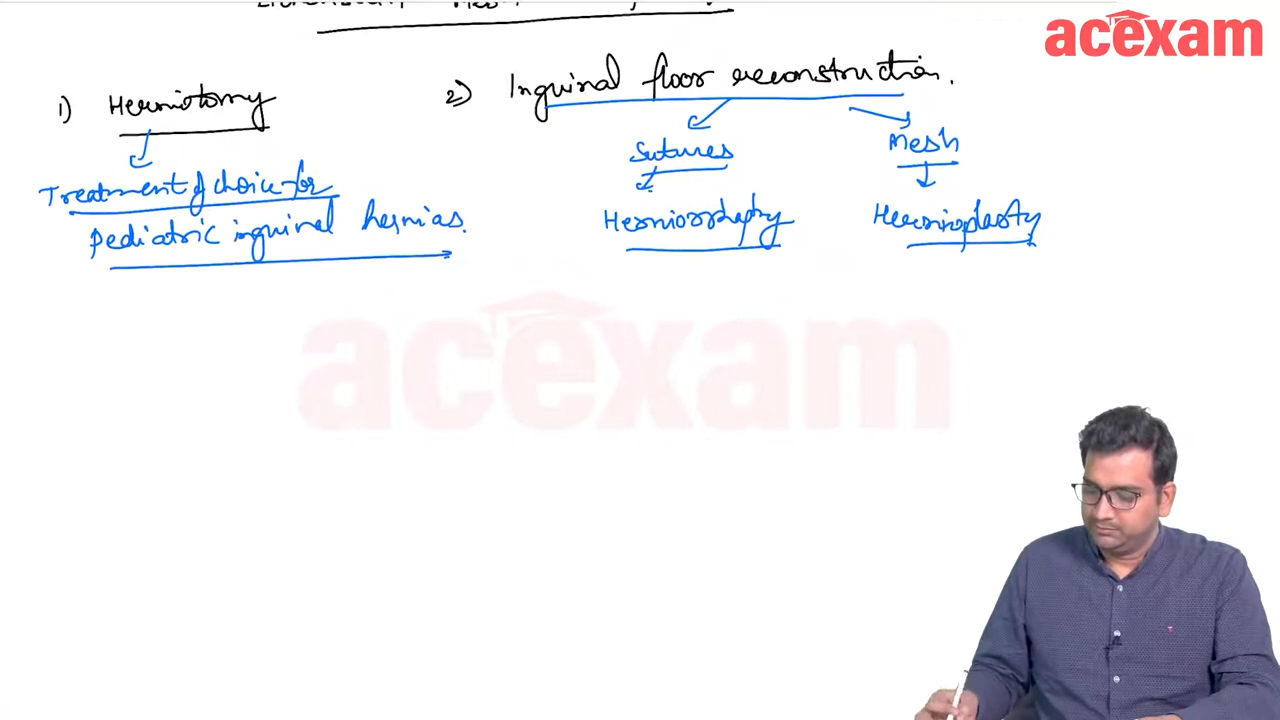 acexam
1) Herniotomy
2) Inguinal floor reconstruction.
Sutures
Mesh
Treatment of choice for
pediatric inguinal hernias.
Herniorrhaphy
Hernioplasty
acexam